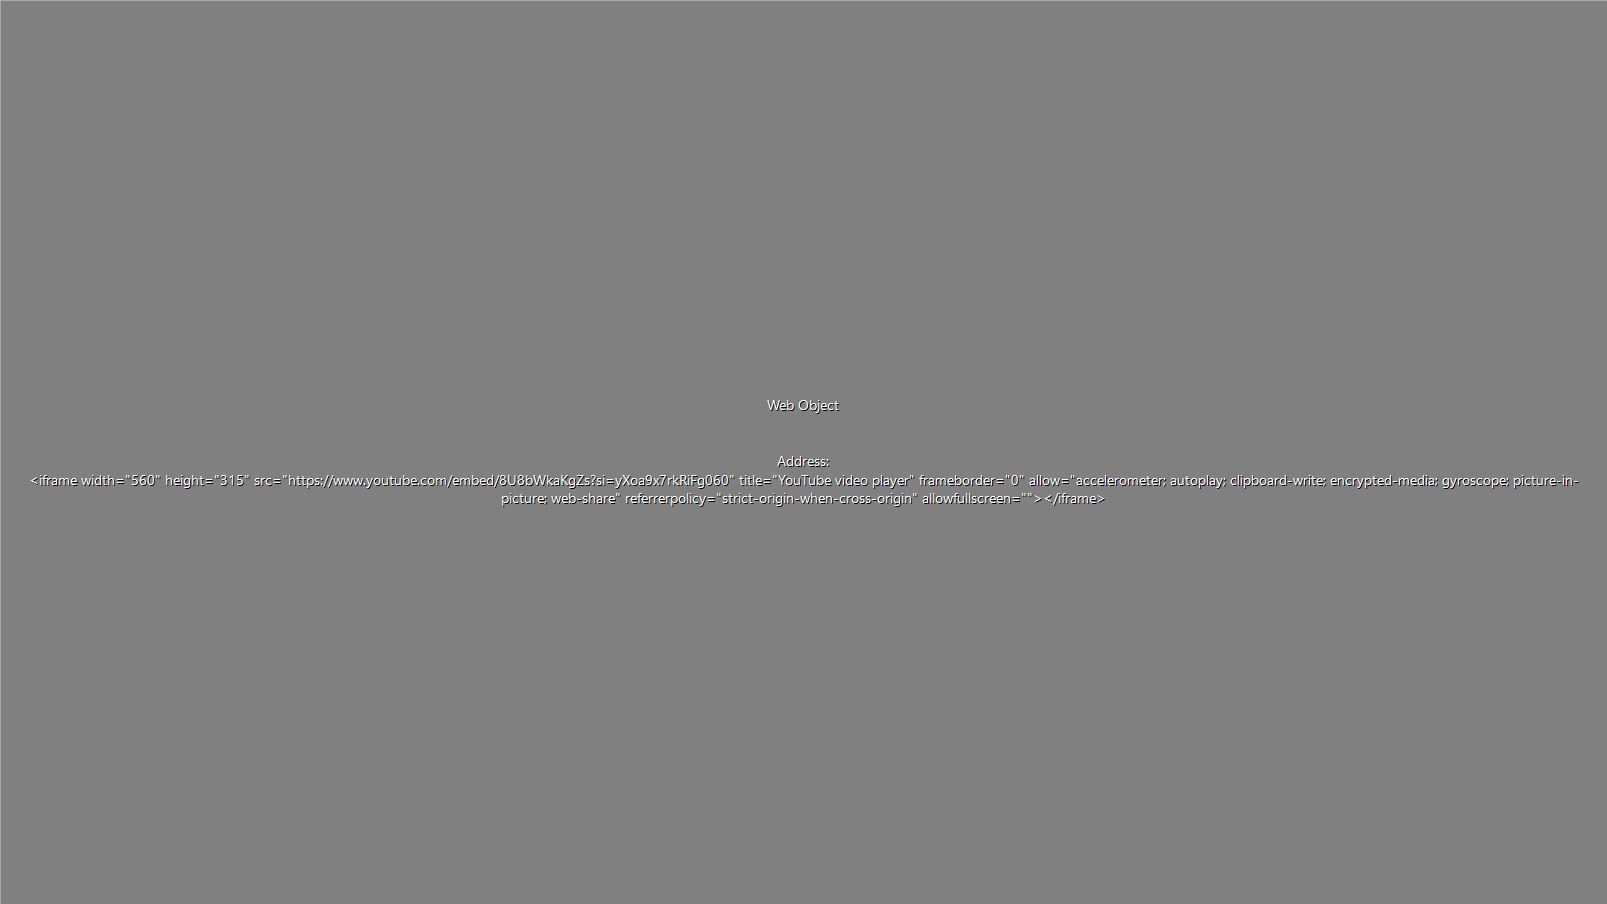 Web Object
Address:
<iframe width="560" height="315" src="https://www.youtube.com/embed/8U8bWkaKgZs?si=yXoa9x7rkRiFg060" title="YouTube video player" frameborder="0" allow="accelerometer; autoplay; clipboard-write; encrypted-media; gyroscope; picture-in-
picture; web-share" referrerpolicy="strict-origin-when-cross-origin" allowfullscreen=""></iframe>